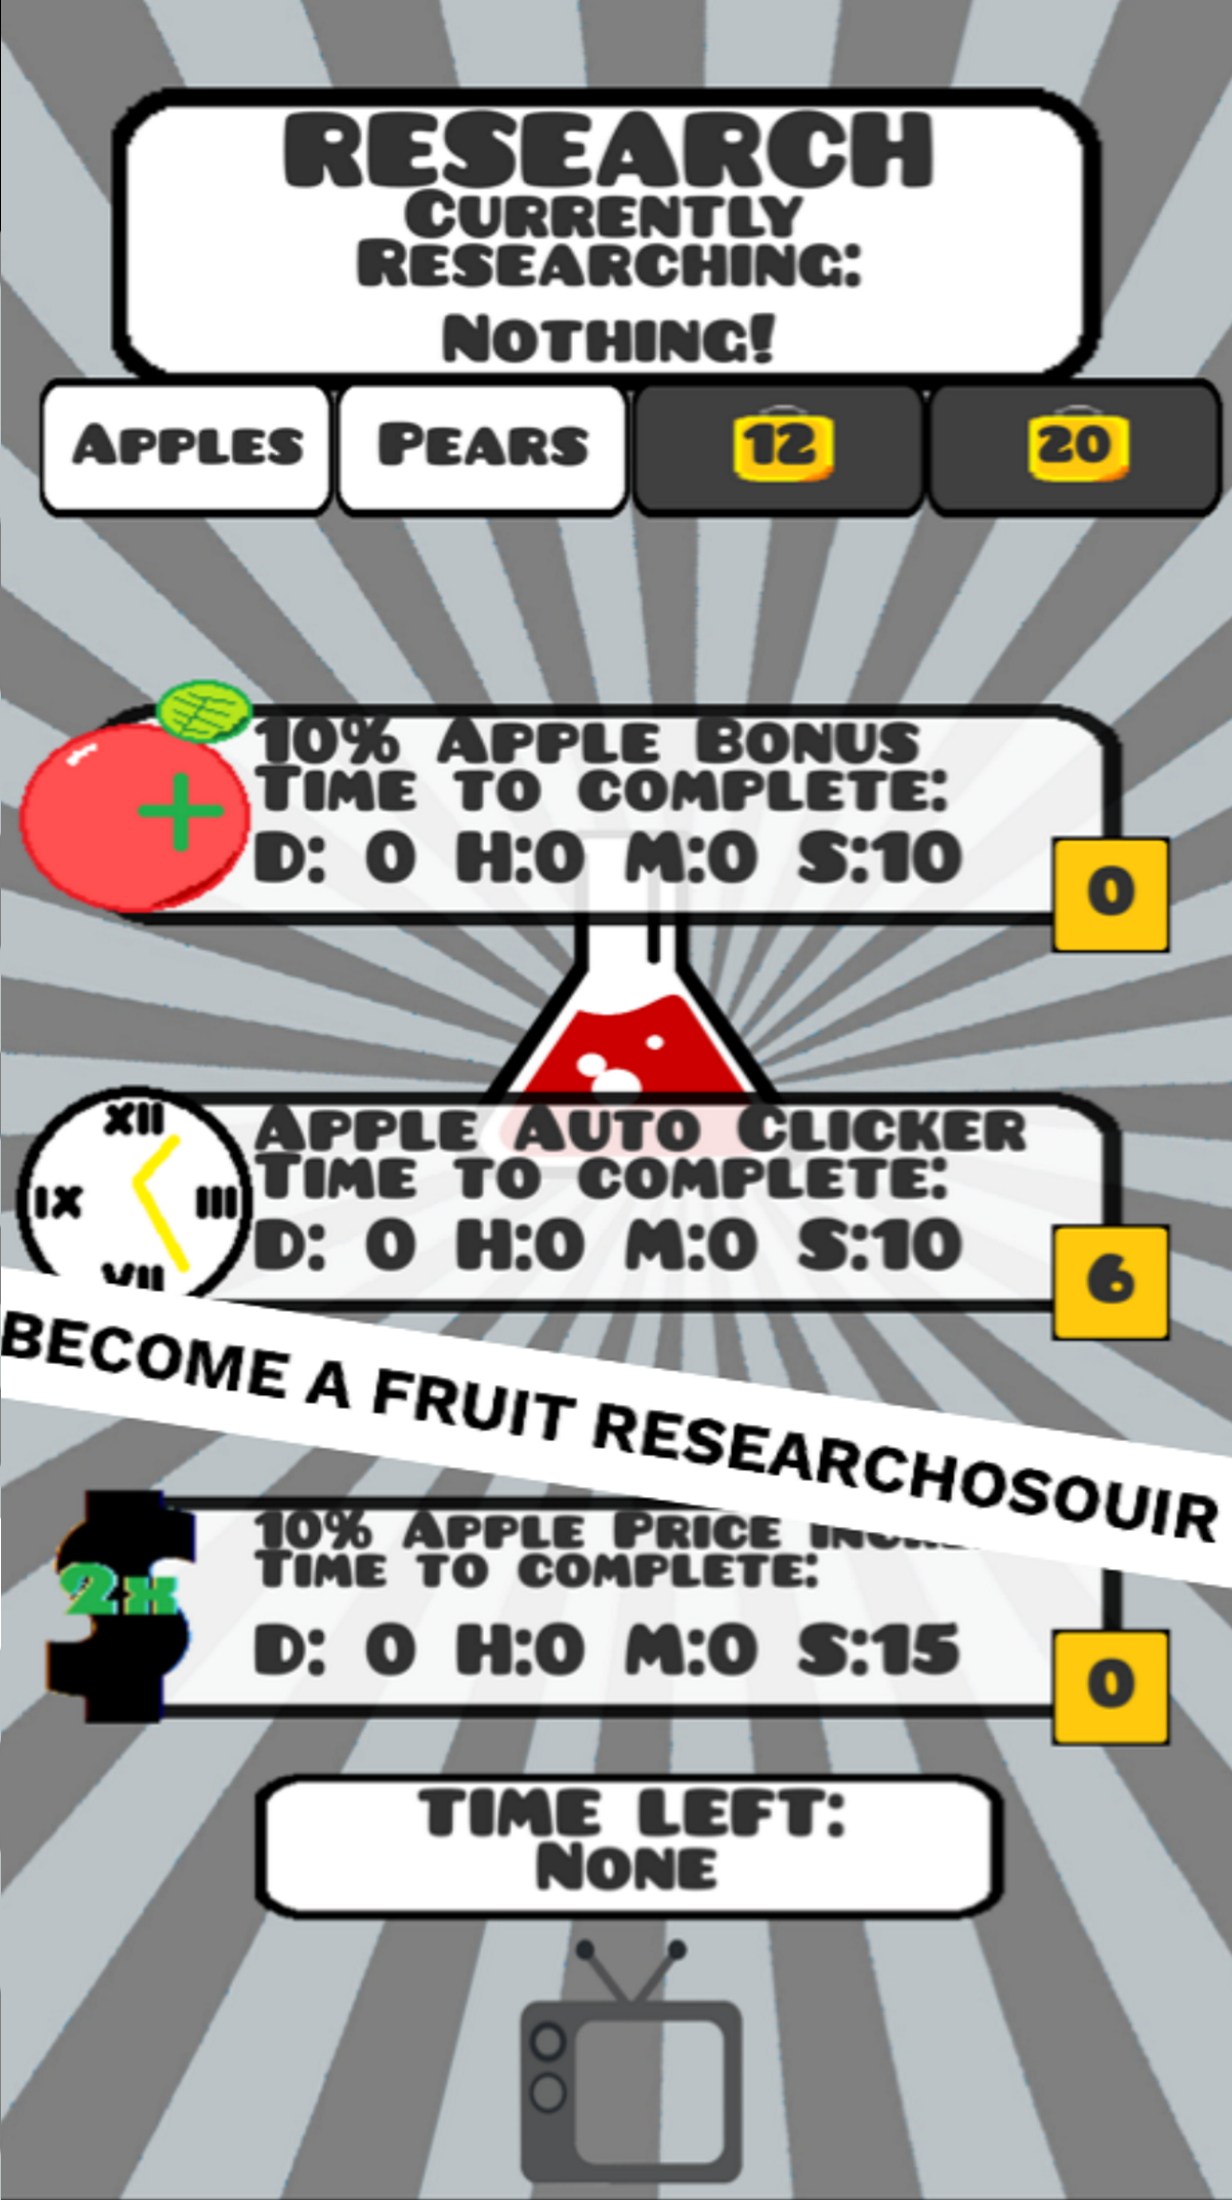 RESEARCH
CURRENTLY
RESEARCHING:
NOTHING!
APPLES PEARS 12 20
10% APPLE BONUS
TIME TO COMPLETE:
D: 0 H:0 M:0 S:10
0
XII
IX III
VII
APPLE AUTO CLICKER
TIME TO COMPLETE:
D: 0 H:0 M:0 S:10
6
BECOME A FRUIT RESEARCHOSOUIR
2x
10% APPLE PRICE
TIME TO COMPLETE:
D: 0 H:0 M:0 S:15
0
TIME LEFT:
NONE